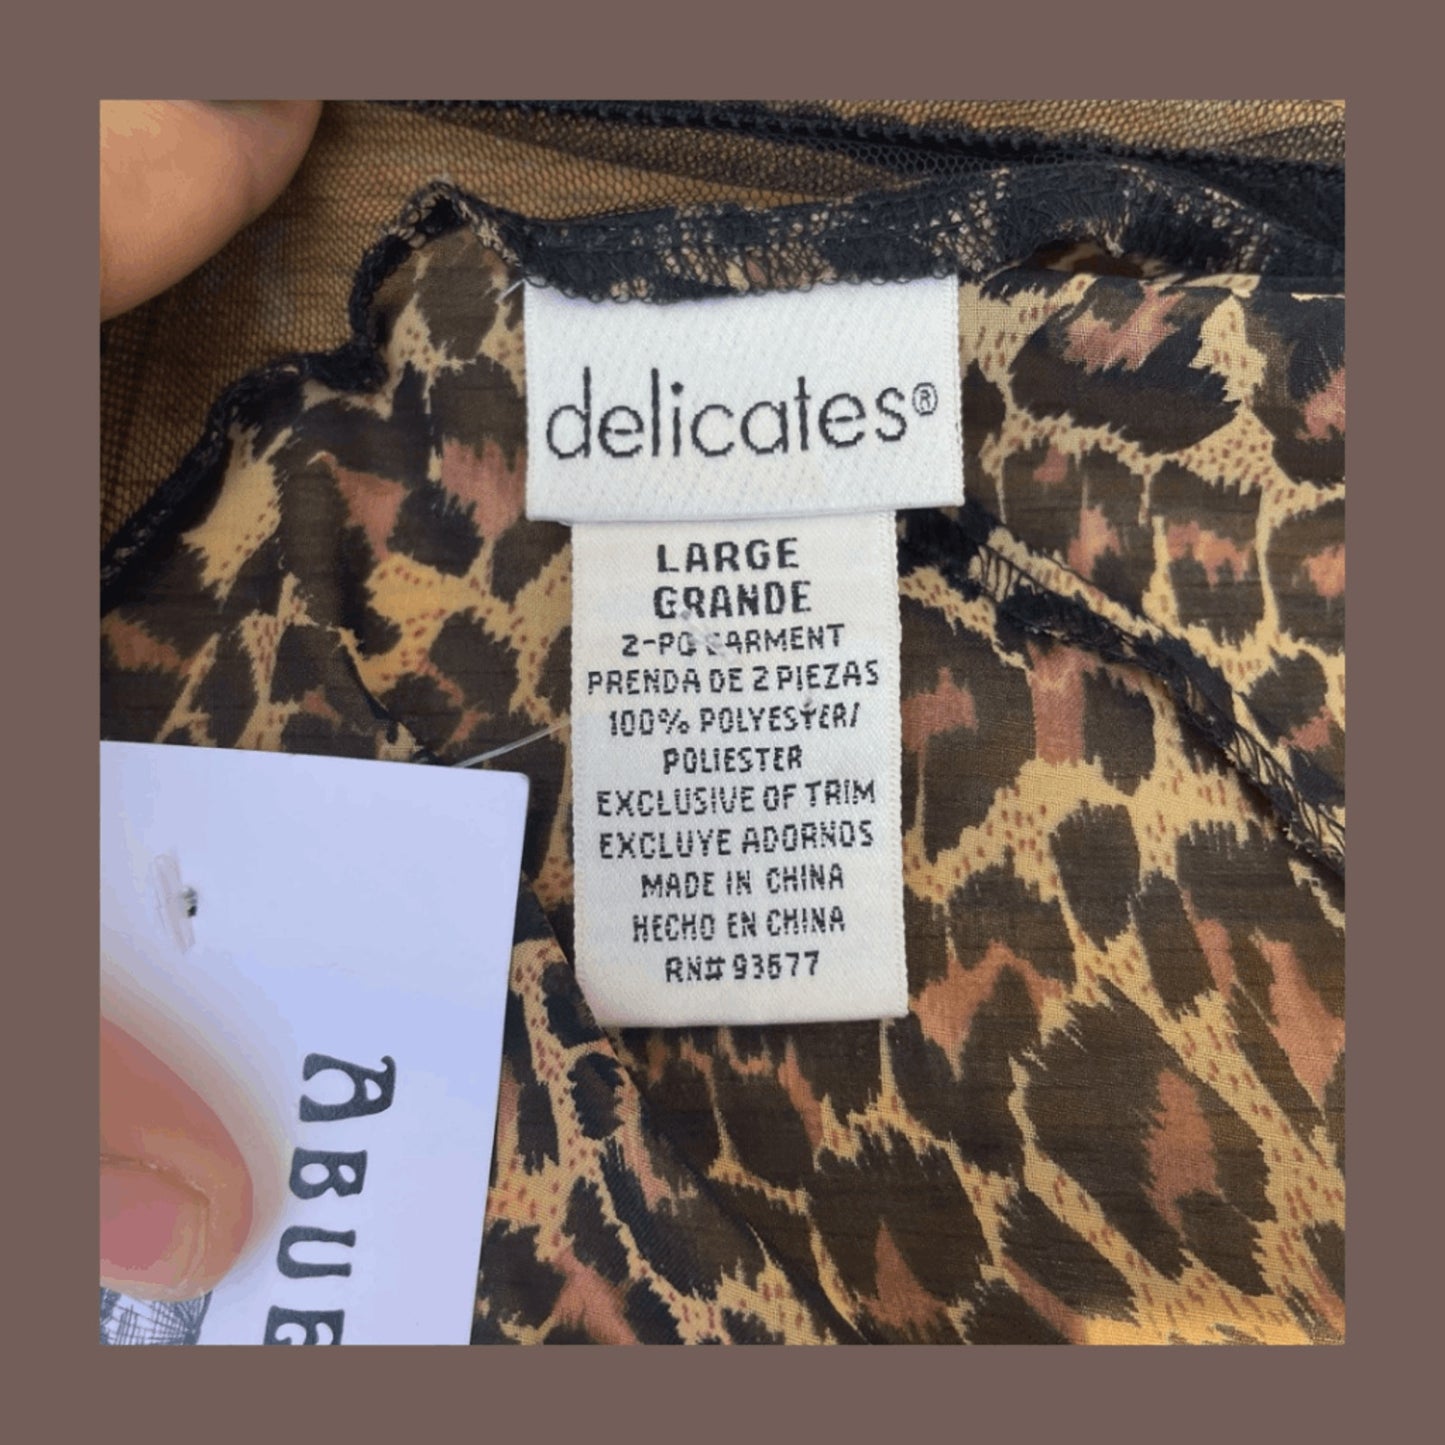 delicates®
LARGE
GRANDE
2-PC GARMENT
PRENDA DE 2 PIEZAS
100% POLYESTER/
POLIESTER
EXCLUSIVE OF TRIM
EXCLUYE ADORNOS
MADE IN CHINA
HECHO EN CHINA
RN# 93677